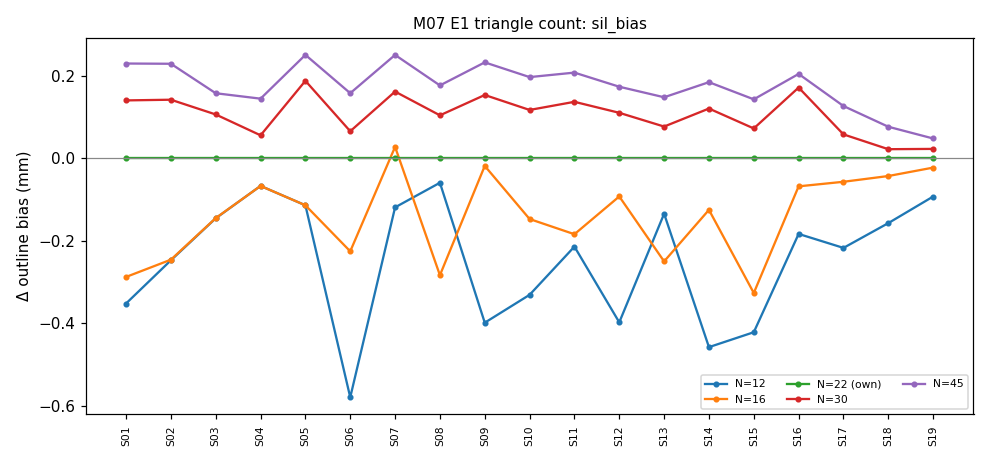 M07 E1 triangle count: sil_bias
Δ outline bias (mm)
0.2
0.0
−0.2
−0.4
−0.6
S01 S02 S03 S04 S05 S06 S07 S08 S09 S10 S11 S12 S13 S14 S15 S16 S17 S18 S19
N=12 N=22 (own) N=45
N=16 N=30